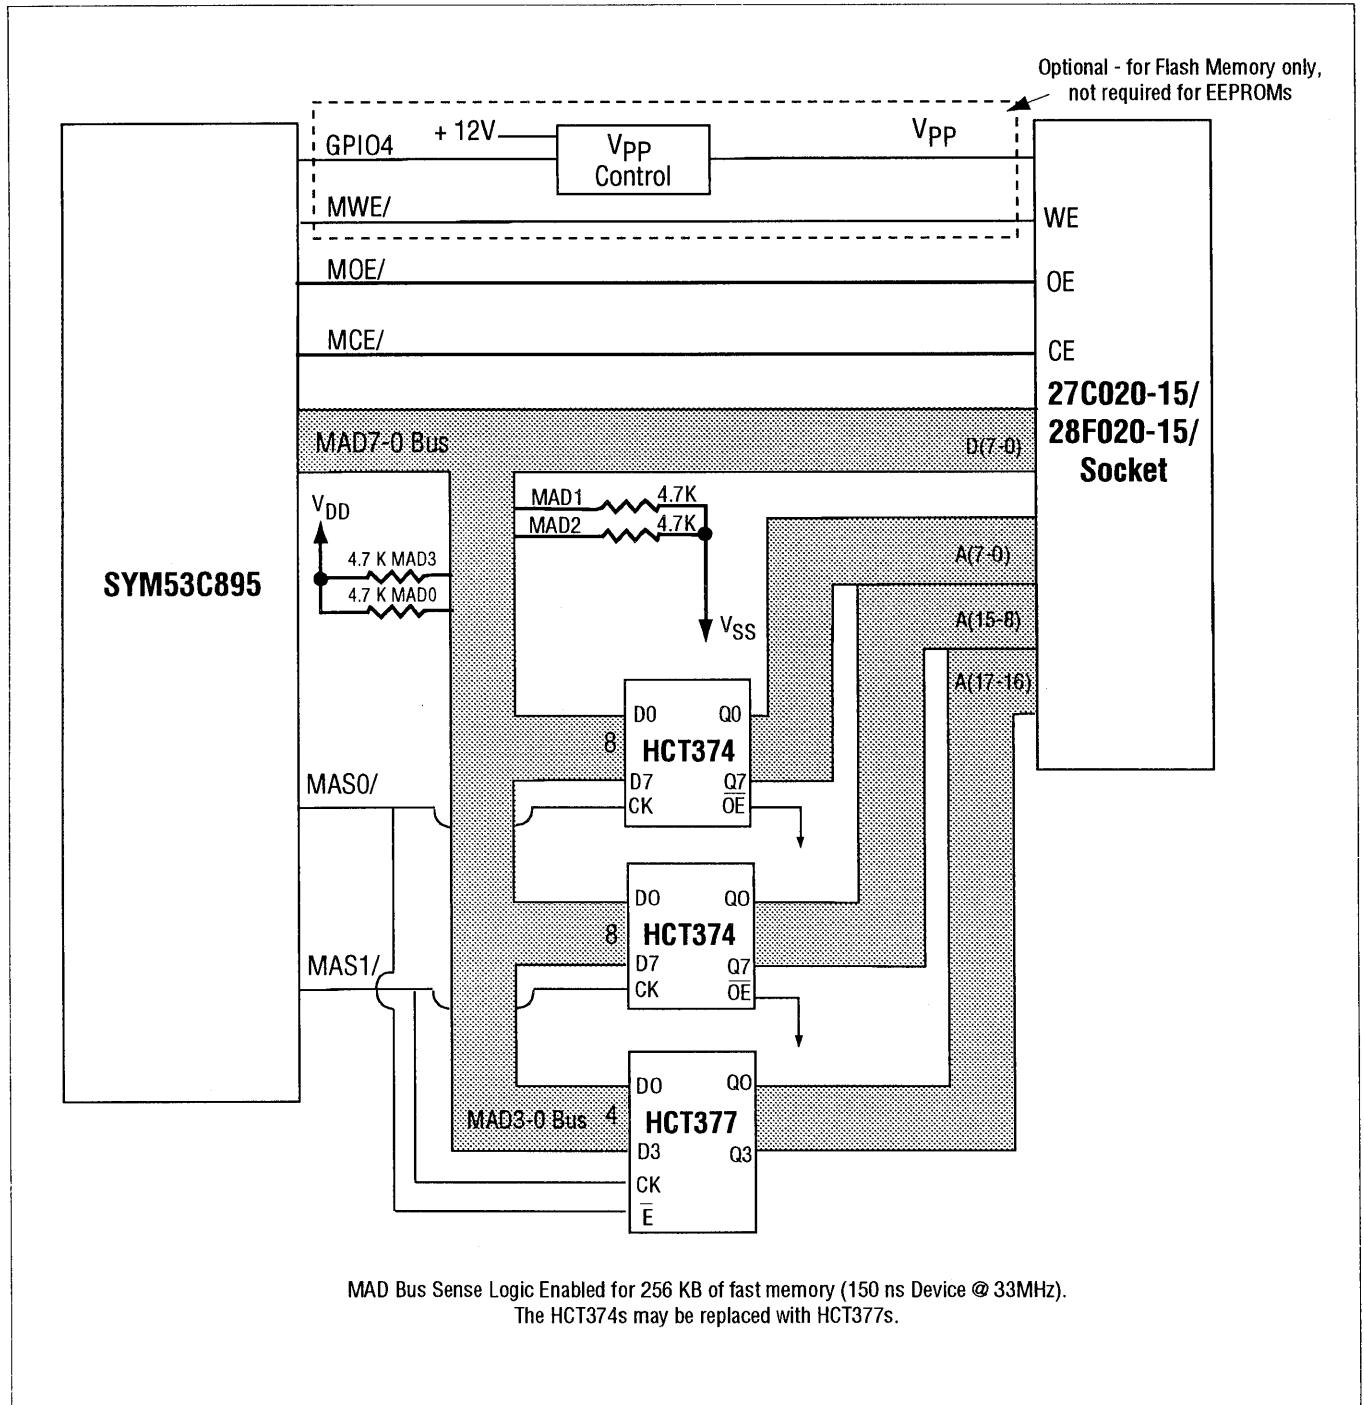 Optional - for Flash Memory only,
not required for EEPROMs
GPIO4
+ 12V
VPP
Control
VPP
MWE/
WE
MOE/
OE
MCE/
CE
27C020-15/
28F020-15/
Socket
MAD7-0 Bus
D(7-0)
VDD
MAD1
4.7K
MAD2
4.7K
4.7 K MAD3
4.7 K MAD0
VSS
SYM53C895
A(7-0)
A(15-8)
A(17-16)
D0
Q0
8
HCT374
D7
Q7
CK
OE
MAS0/
D0
Q0
8
HCT374
D7
Q7
CK
OE
MAS1/
D0
Q0
MAD3-0 Bus
4
HCT377
D3
Q3
CK
E
MAD Bus Sense Logic Enabled for 256 KB of fast memory (150 ns Device @ 33MHz).
The HCT374s may be replaced with HCT377s.